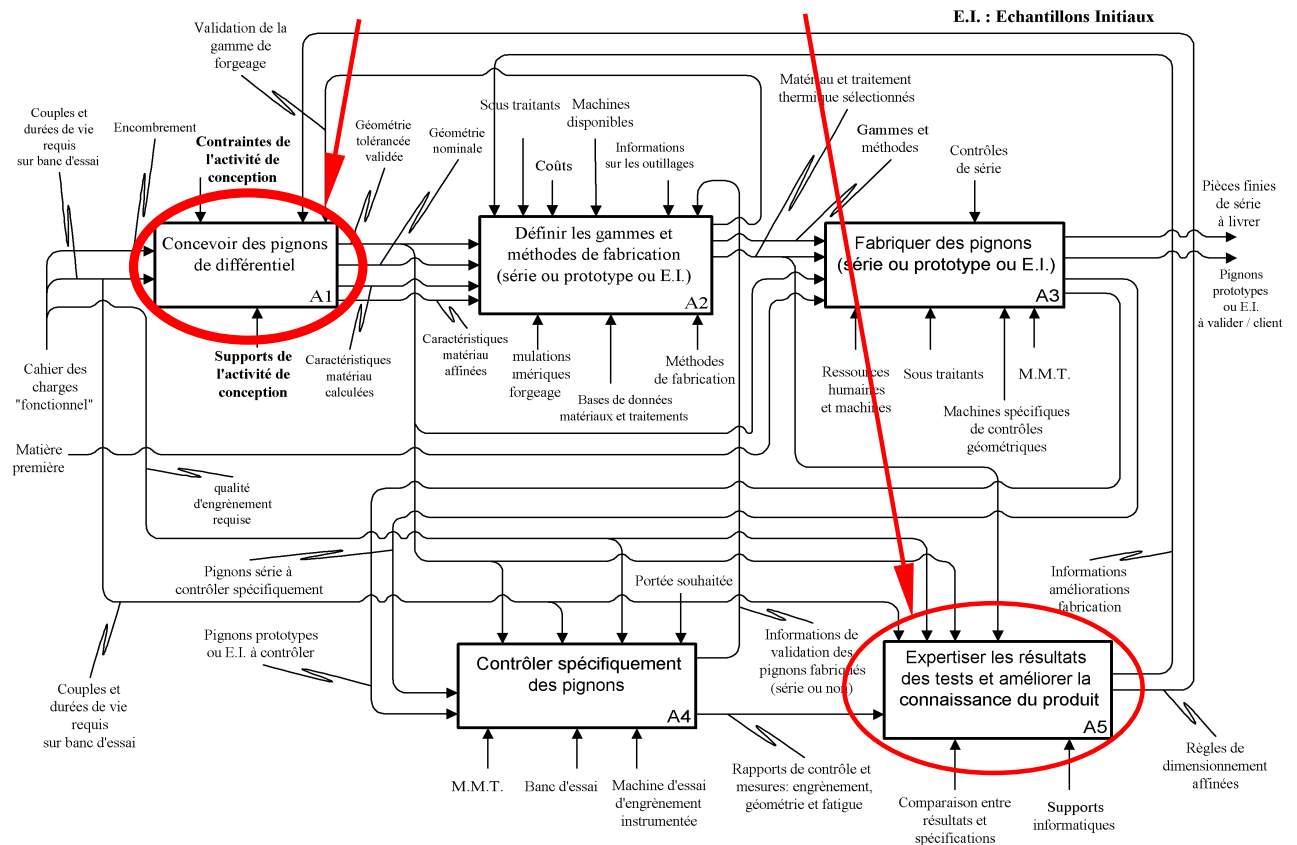 E.I. : Echantillons Initiaux
Validation de la
gamme de
forgeage
Couples et
durées de vie
requis
sur banc d'essai
Encombrement
Contraintes de
l'activité de
conception
Géométrie
tolérancée
validée
Géométrie
nominale
Sous traitants
Coûts
Machines
disponibles
Informations
sur les outillages
Matériau et traitement
thermique sélectionnés
Gammes et
méthodes
Contrôles
de série
Pièces finies
de série
à livrer
Concevoir des pignons
de différentiel
A1
Définir les gammes et
méthodes de fabrication
(série ou prototype ou E.I.)
A2
Fabriquer des pignons
(série ou prototype ou E.I.)
A3
Pignons
prototypes
ou E.I.
à valider / client
Cahier des
charges
"fonctionnel"
Supports de
l'activité de
conception
Caractéristiques
matériau
calculées
Caractéristiques
matériau
affinées
mulations
umériques
forgeage
Bases de données
matériaux et traitements
Méthodes
de fabrication
Ressources
humaines
et machines
Sous traitants
Machines spécifiques
de contrôles
géométriques
M.M.T.
Matière
première
qualité
d'engrènement
requise
Pignons série à
contrôler spécifiquement
Pignons prototypes
ou E.I. à contrôler
Portée souhaitée
Informations
améliorations
fabrication
Couples et
durées de vie
requis
sur banc d'essai
Contrôler spécifiquement
des pignons
A4
Informations de
validation des
pignons fabriqués
(série ou non)
Expertiser les résultats
des tests et améliorer la
connaissance du produit
A5
M.M.T.
Banc d'essai
Machine d'essai
d'engrènement
instrumentée
Rapports de contrôle et
mesures: engrènement,
géométrie et fatigue
Comparaison entre
résultats et
spécifications
Supports
informatiques
Règles de
dimensionnement
affinées